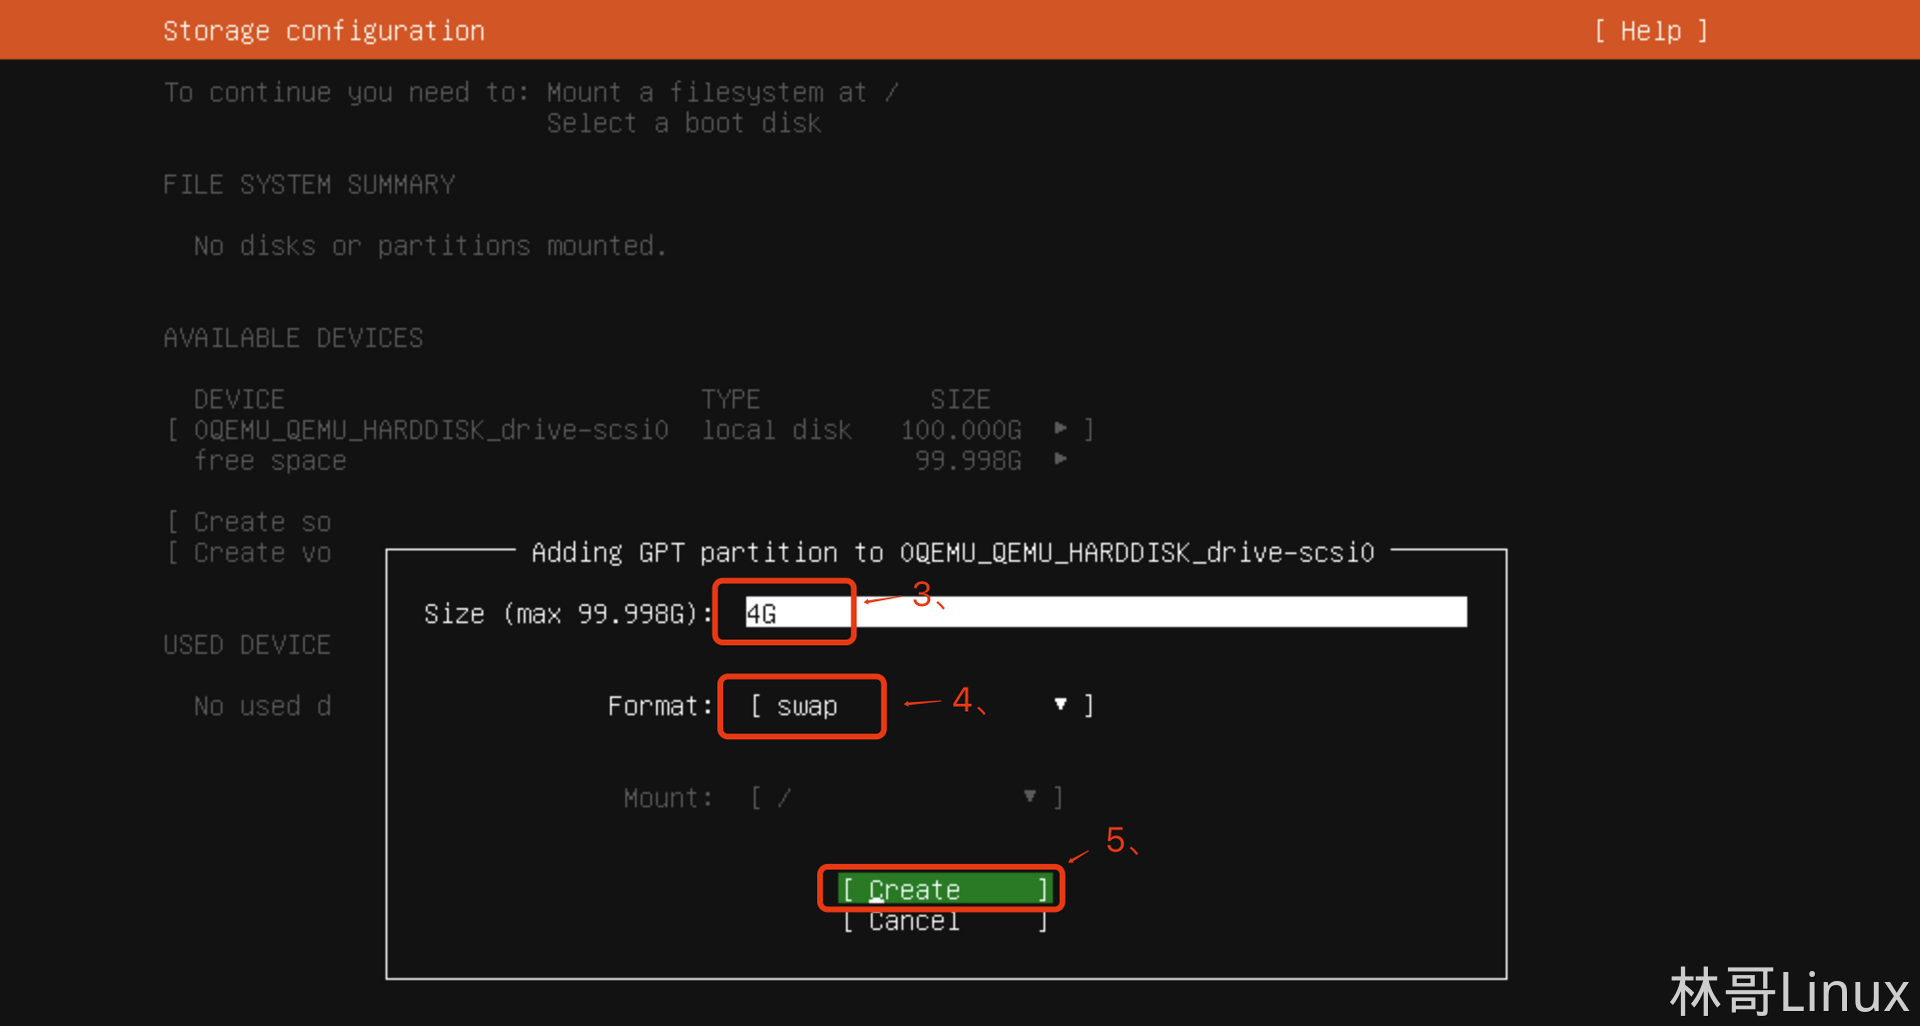 Storage configuration [ Help ]
To continue you need to: Mount a filesystem at /
Select a boot disk
FILE SYSTEM SUMMARY
No disks or partitions mounted.
AVAILABLE DEVICES
DEVICE TYPE SIZE
[ 0QEMU_QEMU_HARDDISK_drive-scsi0 local disk 100.000G ▸ ]
free space 99.998G ▸
[ Create so
[ Create vo
Adding GPT partition to 0QEMU_QEMU_HARDDISK_drive-scsi0
Size (max 99.998G): 4G 3、
USED DEVICE
Format: [ swap ▾ ] 4、
No used d
Mount: [ / ▾ ]
5、
[ Create ]
[ Cancel ]
林哥Linux